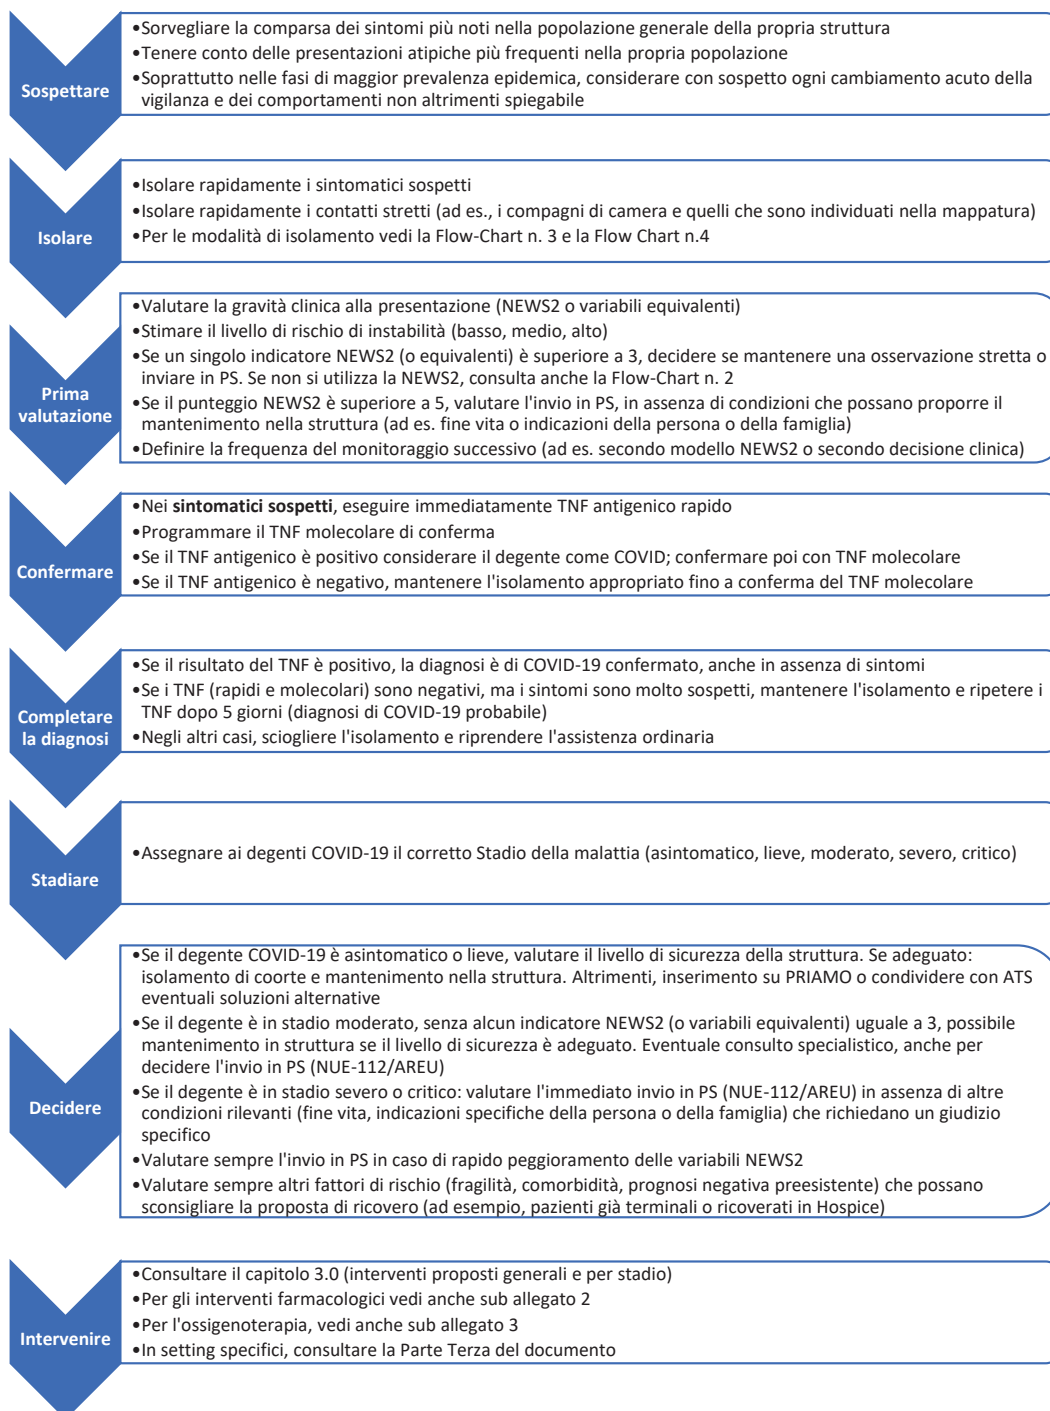 Sospettare
•Sorvegliare la comparsa dei sintomi più noti nella popolazione generale della propria struttura
•Tenere conto delle presentazioni atipiche più frequenti nella propria popolazione
•Soprattutto nelle fasi di maggior prevalenza epidemica, considerare con sospetto ogni cambiamento acuto della
vigilanza e dei comportamenti non altrimenti spiegabile
Isolare
•Isolare rapidamente i sintomatici sospetti
•Isolare rapidamente i contatti stretti (ad es., i compagni di camera e quelli che sono individuati nella mappatura)
•Per le modalità di isolamento vedi la Flow-Chart n. 3 e la Flow Chart n.4
Prima
valutazione
•Valutare la gravità clinica alla presentazione (NEWS2 o variabili equivalenti)
•Stimare il livello di rischio di instabilità (basso, medio, alto)
•Se un singolo indicatore NEWS2 (o equivalenti) è superiore a 3, decidere se mantenere una osservazione stretta o
inviare in PS. Se non si utilizza la NEWS2, consulta anche la Flow-Chart n. 2
•Se il punteggio NEWS2 è superiore a 5, valutare l'invio in PS, in assenza di condizioni che possano proporre il
mantenimento nella struttura (ad es. fine vita o indicazioni della persona o della famiglia)
•Definire la frequenza del monitoraggio successivo (ad es. secondo modello NEWS2 o secondo decisione clinica)
Confermare
•Nei sintomatici sospetti, eseguire immediatamente TNF antigenico rapido
•Programmare il TNF molecolare di conferma
•Se il TNF antigenico è positivo considerare il degente come COVID; confermare poi con TNF molecolare
•Se il TNF antigenico è negativo, mantenere l'isolamento appropriato fino a conferma del TNF molecolare
Completare
la diagnosi
•Se il risultato del TNF è positivo, la diagnosi è di COVID-19 confermato, anche in assenza di sintomi
•Se i TNF (rapidi e molecolari) sono negativi, ma i sintomi sono molto sospetti, mantenere l'isolamento e ripetere i
TNF dopo 5 giorni (diagnosi di COVID-19 probabile)
•Negli altri casi, sciogliere l'isolamento e riprendere l'assistenza ordinaria
Stadiare
•Assegnare ai degenti COVID-19 il corretto Stadio della malattia (asintomatico, lieve, moderato, severo, critico)
Decidere
•Se il degente COVID-19 è asintomatico o lieve, valutare il livello di sicurezza della struttura. Se adeguato:
isolamento di coorte e mantenimento nella struttura. Altrimenti, inserimento su PRIAMO o condividere con ATS
eventuali soluzioni alternative
•Se il degente è in stadio moderato, senza alcun indicatore NEWS2 (o variabili equivalenti) uguale a 3, possibile
mantenimento in struttura se il livello di sicurezza è adeguato. Eventuale consulto specialistico, anche per
decidere l'invio in PS (NUE-112/AREU)
•Se il degente è in stadio severo o critico: valutare l'immediato invio in PS (NUE-112/AREU) in assenza di altre
condizioni rilevanti (fine vita, indicazioni specifiche della persona o della famiglia) che richiedano un giudizio
specifico
•Valutare sempre l'invio in PS in caso di rapido peggioramento delle variabili NEWS2
•Valutare sempre altri fattori di rischio (fragilità, comorbidità, prognosi negativa preesistente) che possano
sconsigliare la proposta di ricovero (ad esempio, pazienti già terminali o ricoverati in Hospice)
Intervenire
•Consultare il capitolo 3.0 (interventi proposti generali e per stadio)
•Per gli interventi farmacologici vedi anche sub allegato 2
•Per l'ossigenoterapia, vedi anche sub allegato 3
•In setting specifici, consultare la Parte Terza del documento